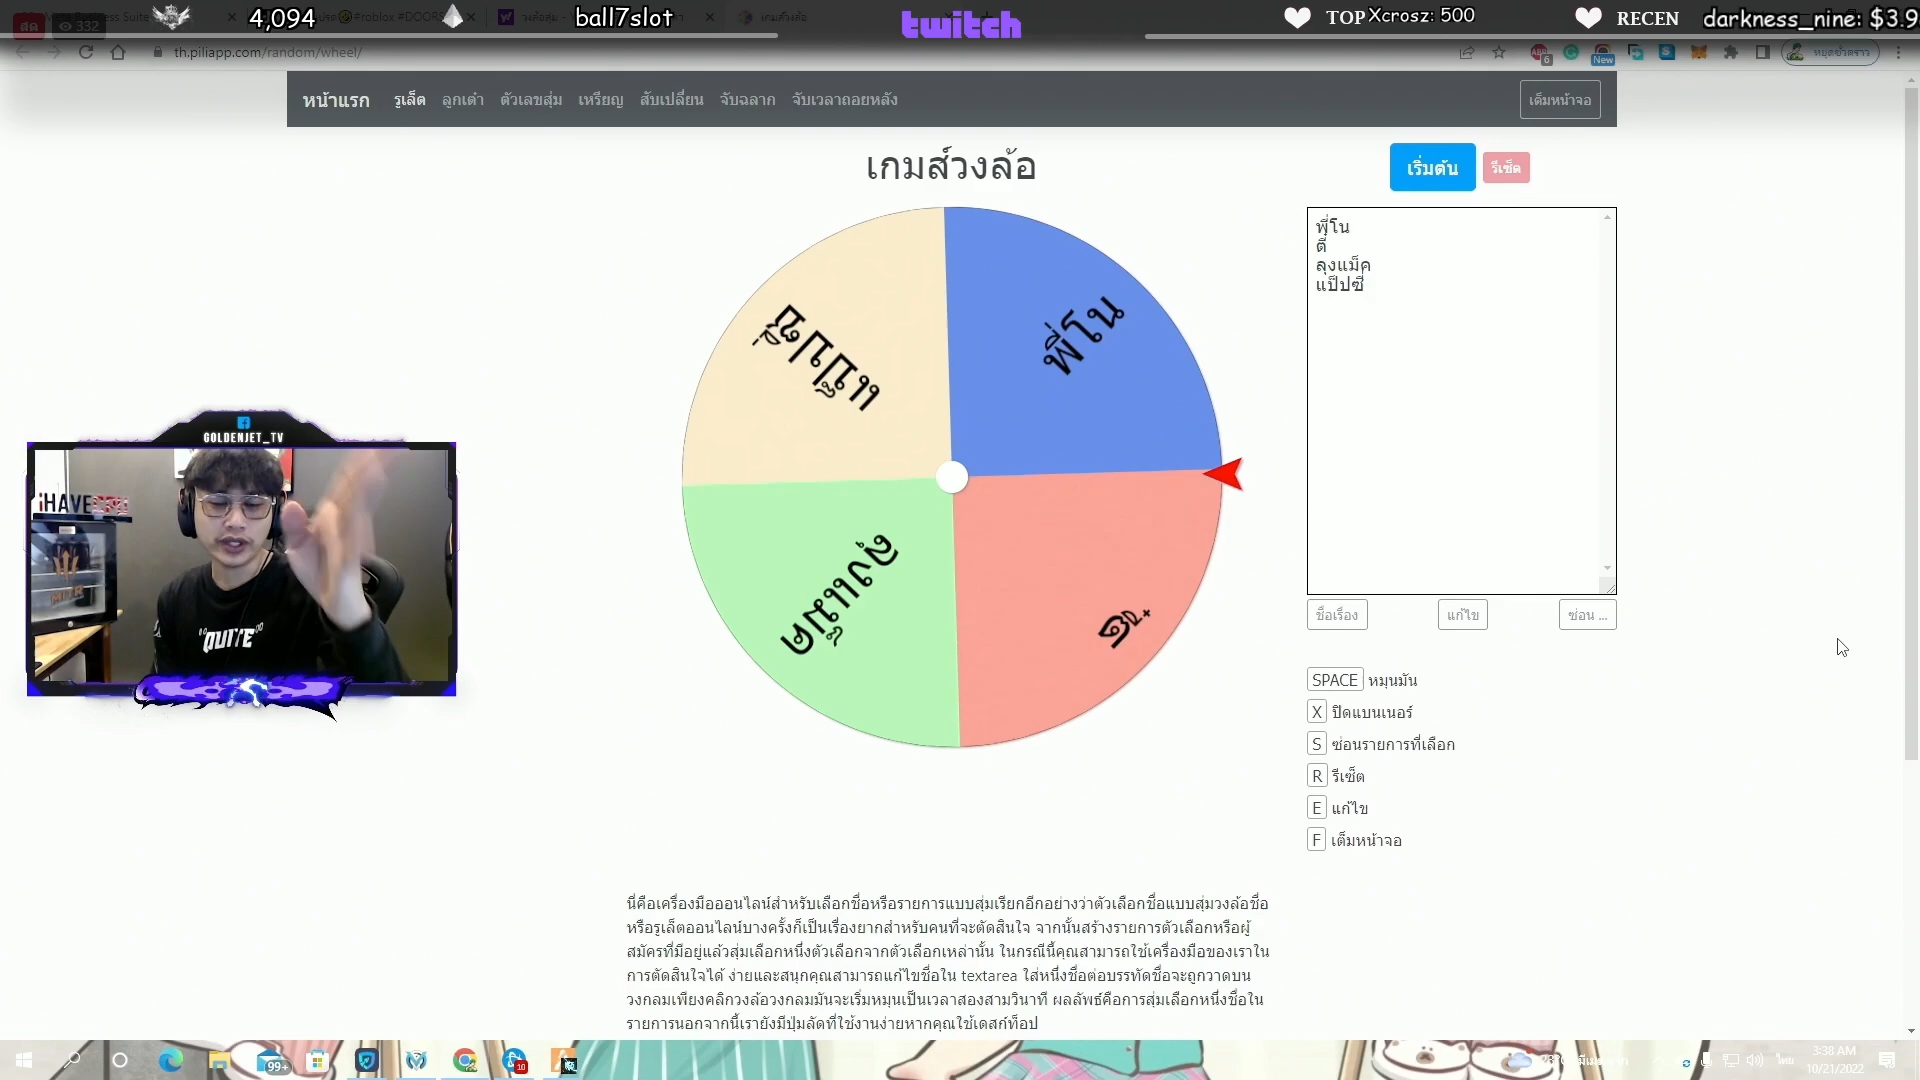 4,094
ball7slot
twitch
TOP Xcrosz: 500
RECEN darkness_nine: $3.9
สด 332
th.piliapp.com/random/wheel/
New
หน้าแรก รูเล็ต ลูกเต๋า ตัวเลขสุ่ม เหรียญ สับเปลี่ยน จับฉลาก จับเวลาถอยหลัง
เต็มหน้าจอ
เกมส์วงล้อ
เริ่มต้น รีเซ็ต
พี่โน
ตี๋
ลุงแม็ค
แป๊ปซี่
แป๊ปซี่
พี่โน
ลุงแม็ค
ตี๋
ชื่อเรื่อง แก้ไข ซ่อน ...
SPACE หมุนมัน
X ปิดแบนเนอร์
S ซ่อนรายการที่เลือก
R รีเซ็ต
E แก้ไข
F เต็มหน้าจอ
GOLDENJET_TV
iHAVE
"QUITE"
นี่คือเครื่องมือออนไลน์สำหรับเลือกชื่อหรือรายการแบบสุ่มเรียกอีกอย่างว่าตัวเลือกชื่อแบบสุ่มวงล้อชื่อ
หรือรูเล็ตออนไลน์บางครั้งก็เป็นเรื่องยากสำหรับคนที่จะตัดสินใจ จากนั้นสร้างรายการตัวเลือกหรือผู้
สมัครที่มีอยู่แล้วสุ่มเลือกหนึ่งตัวเลือกจากตัวเลือกเหล่านั้น ในกรณีนี้คุณสามารถใช้เครื่องมือของเราใน
การตัดสินใจได้ ง่ายและสนุกคุณสามารถแก้ไขชื่อใน textarea ใส่หนึ่งชื่อต่อบรรทัดชื่อจะถูกวาดบน
วงกลมเพียงคลิกวงล้อวงกลมมันจะเริ่มหมุนเป็นเวลาสองสามวินาที ผลลัพธ์คือการสุ่มเลือกหนึ่งชื่อใน
รายการนอกจากนี้เรายังมีปุ่มลัดที่ใช้งานง่ายหากคุณใช้เดสก์ท็อป
99+
10
3:38 AM
10/21/2022